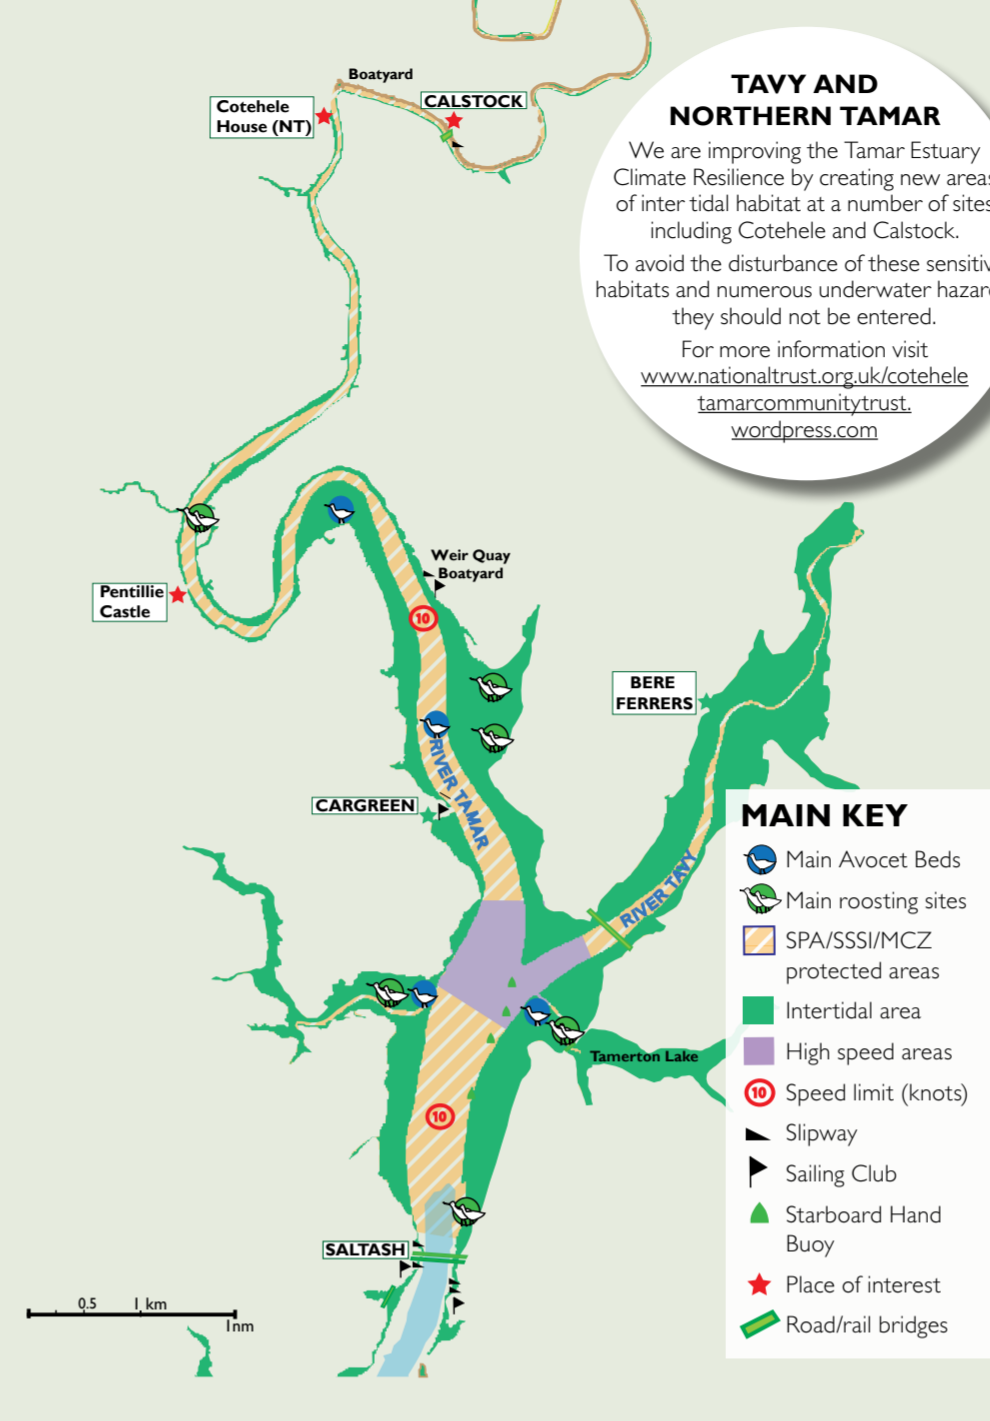 Boatyard
Cotehele
House (NT)
CALSTOCK
TAVY AND
NORTHERN TAMAR
We are improving the Tamar Estuary
Climate Resilience by creating new areas
of inter tidal habitat at a number of sites
including Cotehele and Calstock.
To avoid the disturbance of these sensitiv
habitats and numerous underwater hazar
they should not be entered.
For more information visit
www.nationaltrust.org.uk/cotehele
tamarcommunitytrust.
wordpress.com
Weir Quay
Boatyard
Pentillie
Castle
10
BERE
FERRERS
RIVER TAMAR
CARGREEN
RIVER TAVY
Tamerton Lake
10
SALTASH
0.5
1 km
1nm
MAIN KEY
Main Avocet Beds
Main roosting sites
SPA/SSSI/MCZ
protected areas
Intertidal area
High speed areas
10
Speed limit (knots)
Slipway
Sailing Club
Starboard Hand
Buoy
Place of interest
Road/rail bridges